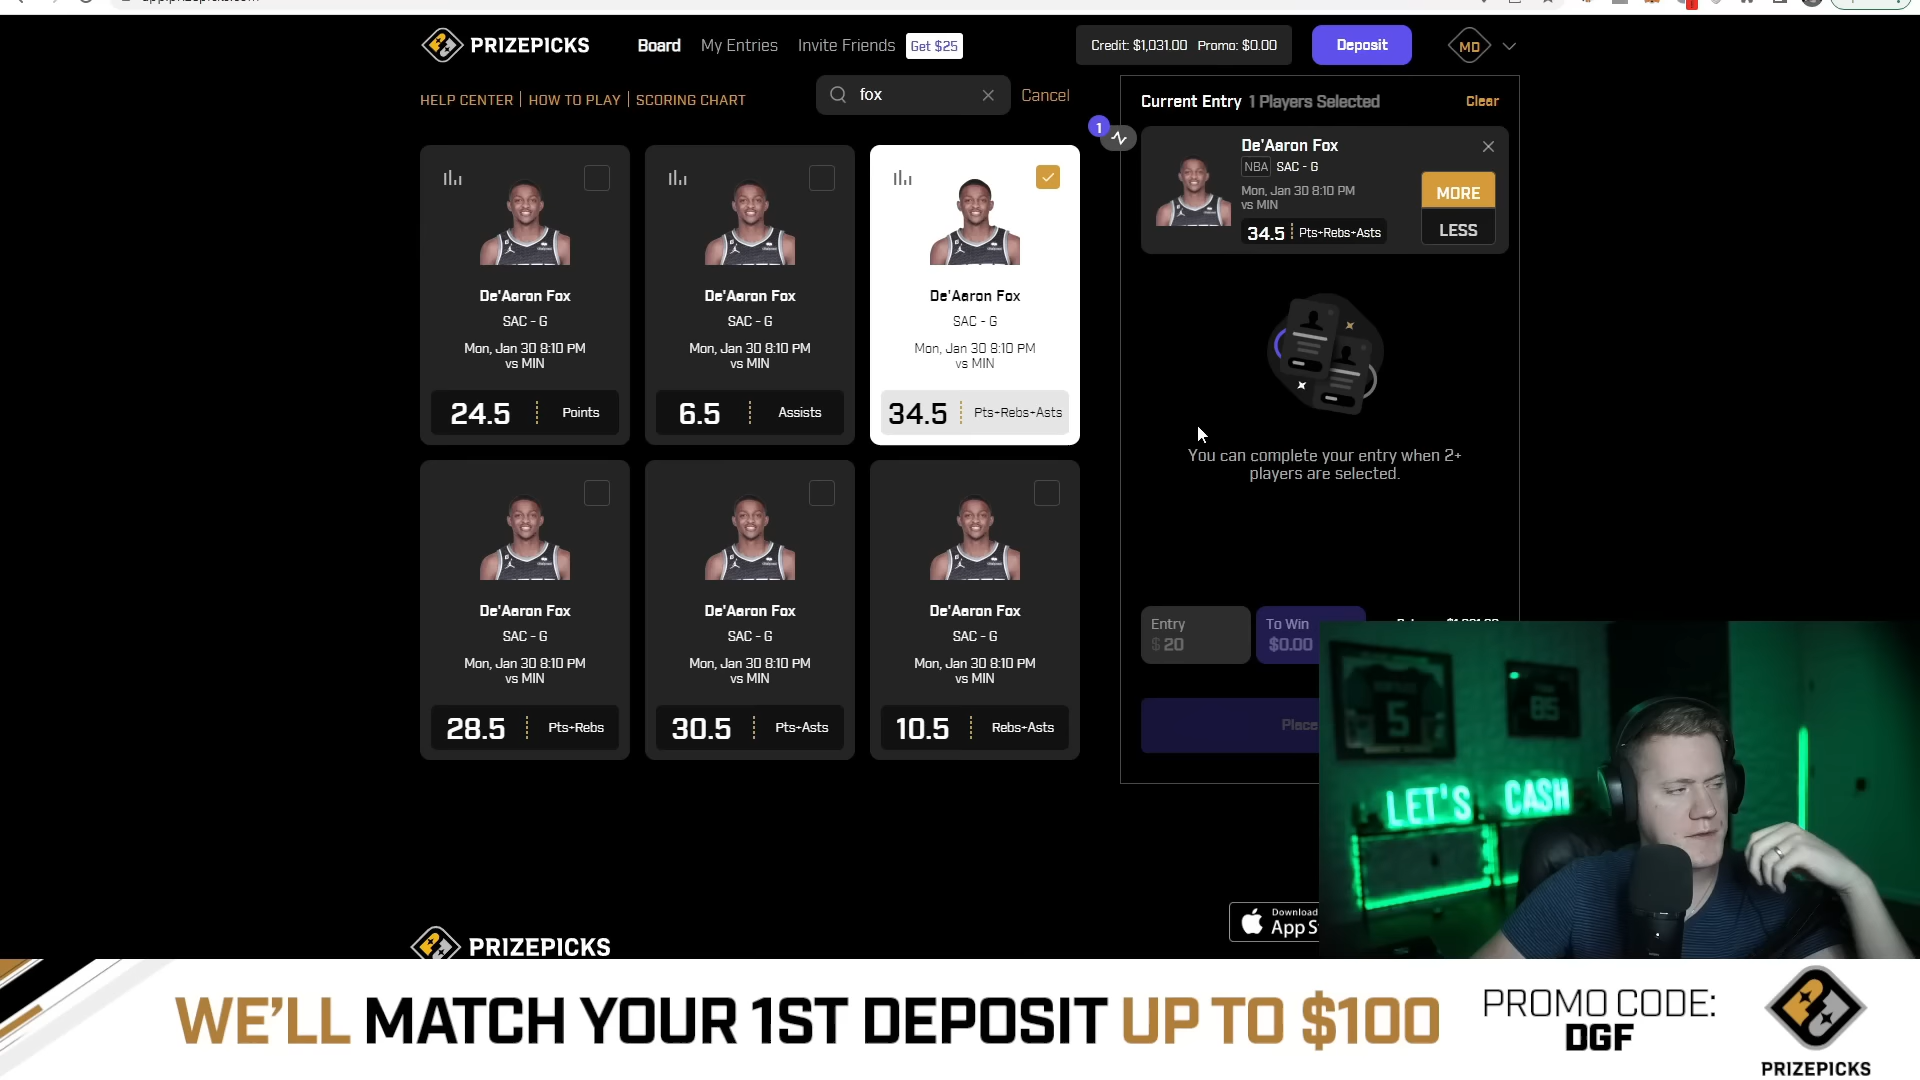 PRIZEPICKS
Board
My Entries
Invite Friends
Get $25
Credit: $1,031.00 Promo: $0.00
Deposit
MD
HELP CENTER
HOW TO PLAY
SCORING CHART
fox
Cancel
Current Entry 1 Players Selected
Clear
1
De'Aaron Fox
NBA SAC - G
Mon, Jan 30 8:10 PM
vs MIN
34.5 Pts+Rebs+Asts
MORE
LESS
De'Aaron Fox
SAC - G
Mon, Jan 30 8:10 PM
vs MIN
24.5 Points
De'Aaron Fox
SAC - G
Mon, Jan 30 8:10 PM
vs MIN
6.5 Assists
De'Aaron Fox
SAC - G
Mon, Jan 30 8:10 PM
vs MIN
34.5 Pts+Rebs+Asts
You can complete your entry when 2+
players are selected.
De'Aaron Fox
SAC - G
Mon, Jan 30 8:10 PM
vs MIN
28.5 Pts+Rebs
De'Aaron Fox
SAC - G
Mon, Jan 30 8:10 PM
vs MIN
30.5 Pts+Asts
De'Aaron Fox
SAC - G
Mon, Jan 30 8:10 PM
vs MIN
10.5 Rebs+Asts
Entry
$ 20
To Win
$0.00
Place
5
85
LET'S CASH
Download
App S
PRIZEPICKS
WE'LL MATCH YOUR 1ST DEPOSIT UP TO $100
PROMO CODE:
DGF
PRIZEPICKS